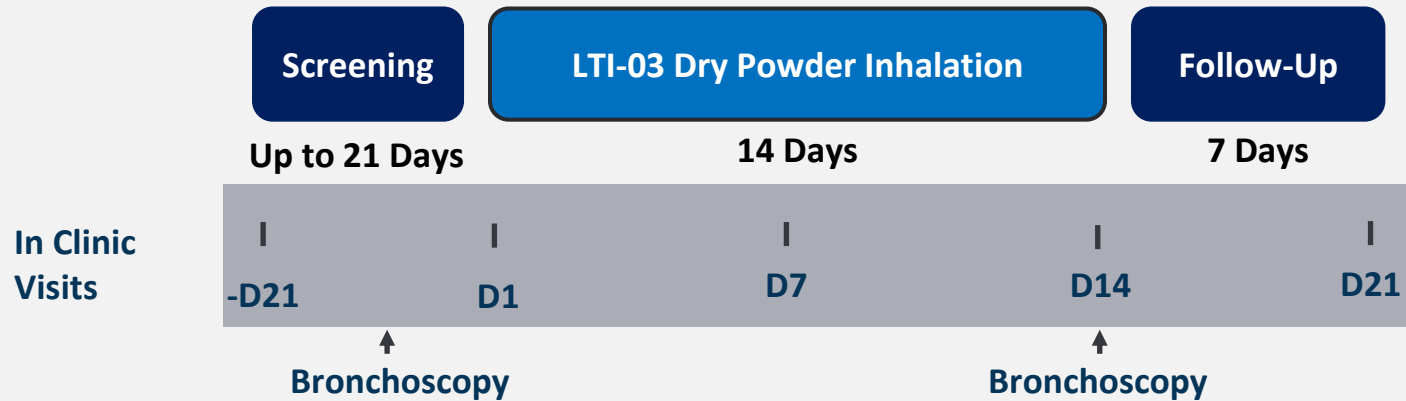 Screening
LTI-03 Dry Powder Inhalation
Follow-Up
Up to 21 Days
14 Days
7 Days
In Clinic
Visits
-D21
D1
D7
D14
D21
Bronchoscopy
Bronchoscopy